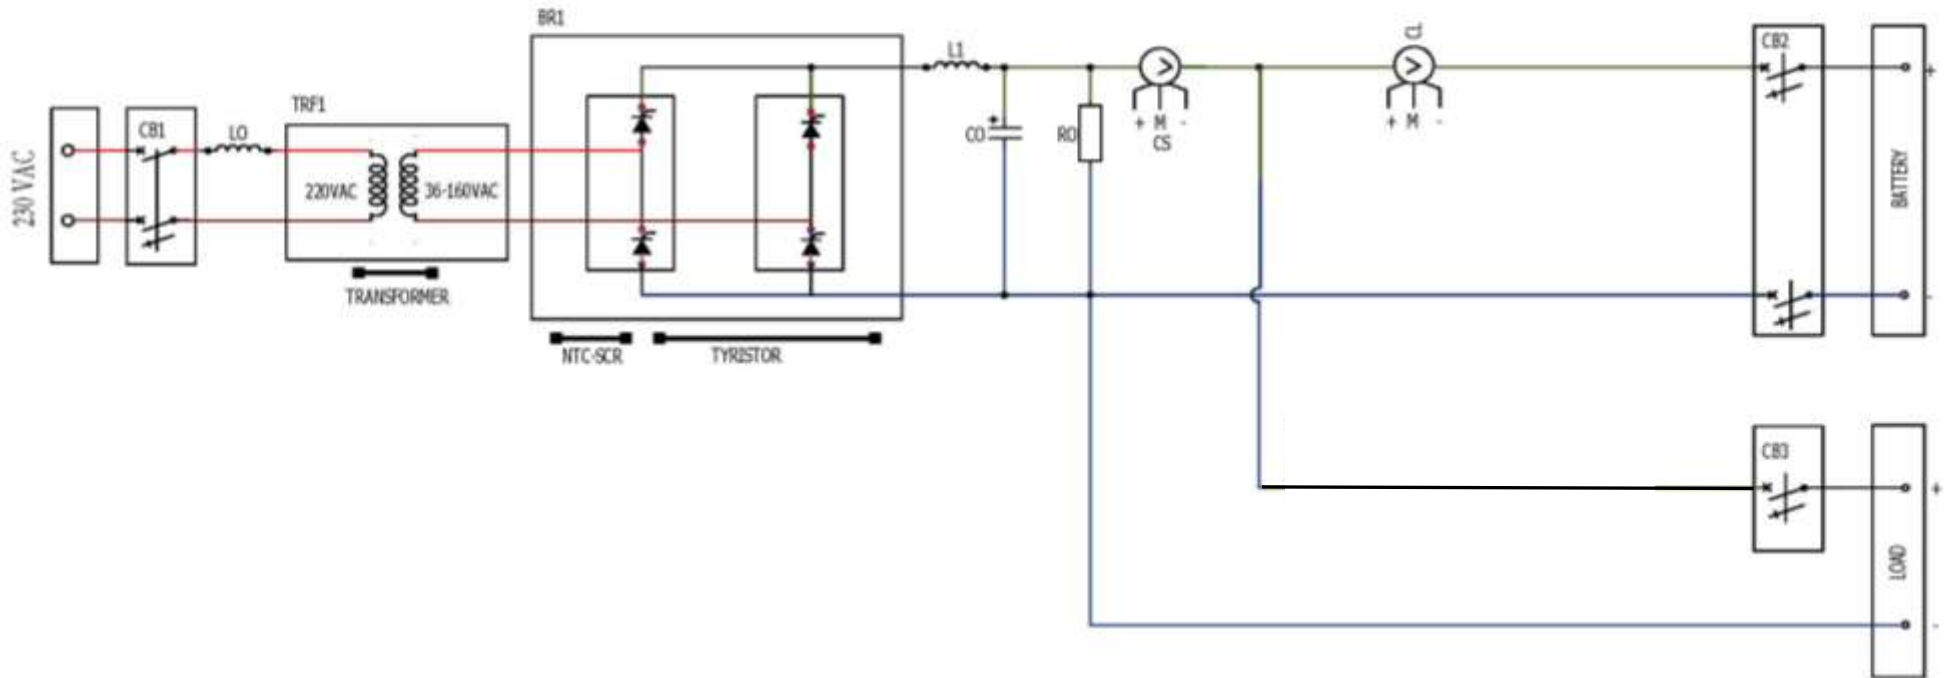 BR1
230 VAC
CB1
LO
TRF1
220VAC
36-160VAC
TRANSFORMER
NTC-SCR
TYRISTOR
L1
CO
+
RO
+ M -
CS
CL
+ M -
CB2
BATTERY
+
-
CB3
LOAD
+
-